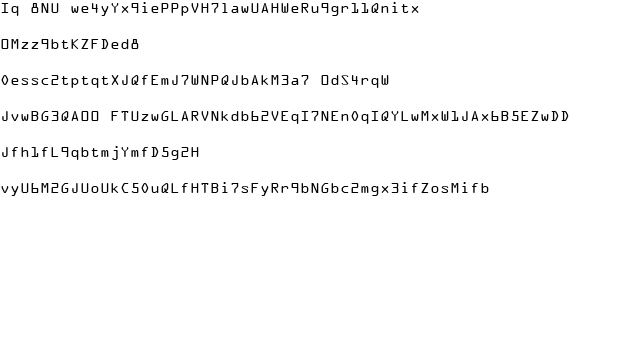 Iq 8NU we4yYx9iePPpVH7lawUAHWeRu9gr11Qnitx
OMzz9btKZFDed8
0essc2tptqtXJQfEmJ7WNPQJbAkM3a7 OdS4rqW
JvwBG3QAOO FTUzwGLARVNkdb62VEqI7NEn0qIQYLwMxW1JAx6B5EZwDD
Jfh1fL9qbtmjYmfD5g2H
vyU6M2GJUoUkC50uQLfHTBi7sFyRr9bNGbc2mgx3ifZosMifb